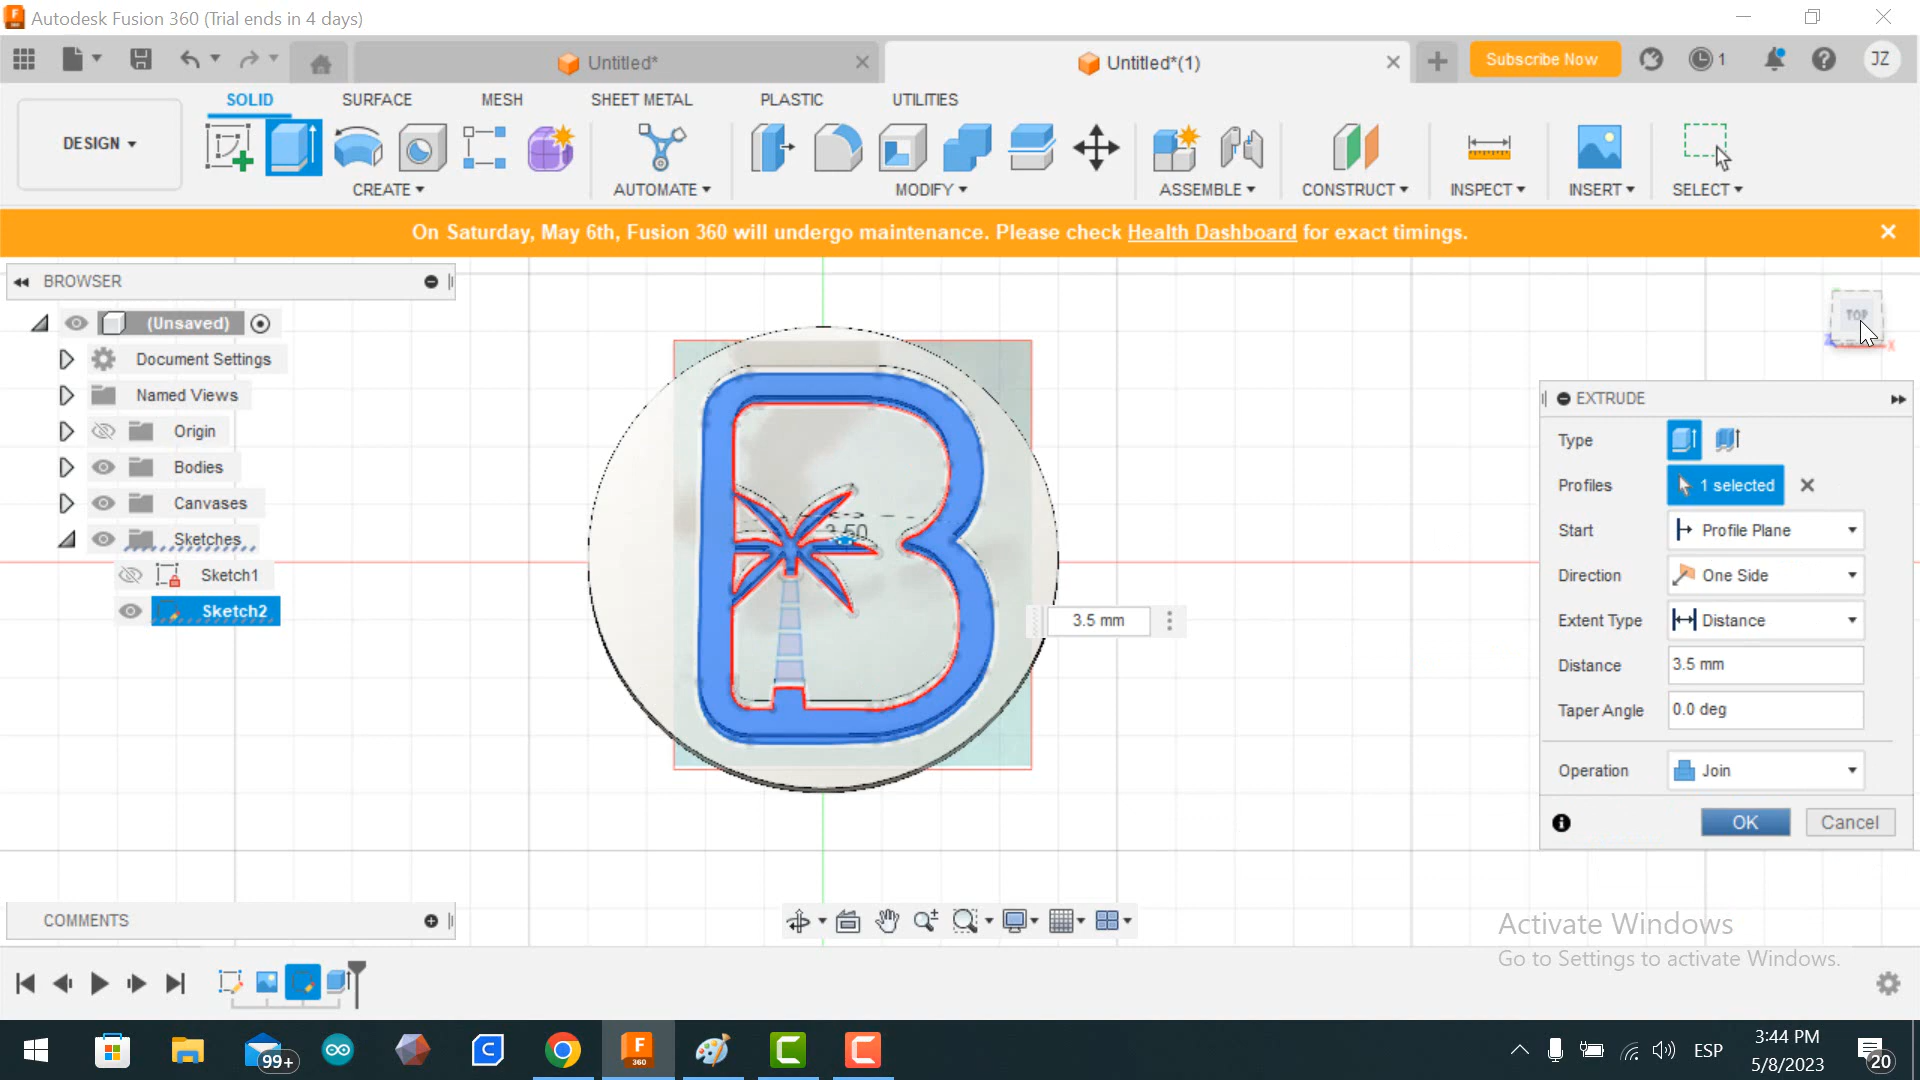 Autodesk Fusion 360 (Trial ends in 4 days)
Untitled*
Untitled*(1)
Subscribe Now
1
JZ
DESIGN
SOLID
SURFACE
MESH
SHEET METAL
PLASTIC
UTILITIES
CREATE
AUTOMATE
MODIFY
ASSEMBLE
CONSTRUCT
INSPECT
INSERT
SELECT
On Saturday, May 6th, Fusion 360 will undergo maintenance. Please check Health Dashboard for exact timings.
BROWSER
(Unsaved)
Document Settings
Named Views
Origin
Bodies
Canvases
Sketches
Sketch1
Sketch2
TOP
X
3.50
3.5 mm
EXTRUDE
Type
Profiles
1 selected
Start
Profile Plane
Direction
One Side
Extent Type
Distance
Distance
3.5 mm
Taper Angle
0.0 deg
Operation
Join
OK
Cancel
COMMENTS
Activate Windows
Go to Settings to activate Windows.
99+
F
360
C
C
C
ESP
3:44 PM
5/8/2023
20